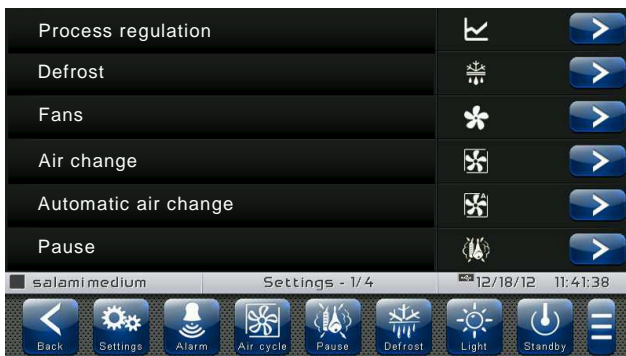 Process regulation
Defrost
Fans
Air change
Automatic air change
Pause
salamimedium Settings - 1/4 12/18/12 11:41:38
Back Settings Alarm Air cycle Pause Defrost Light Standby